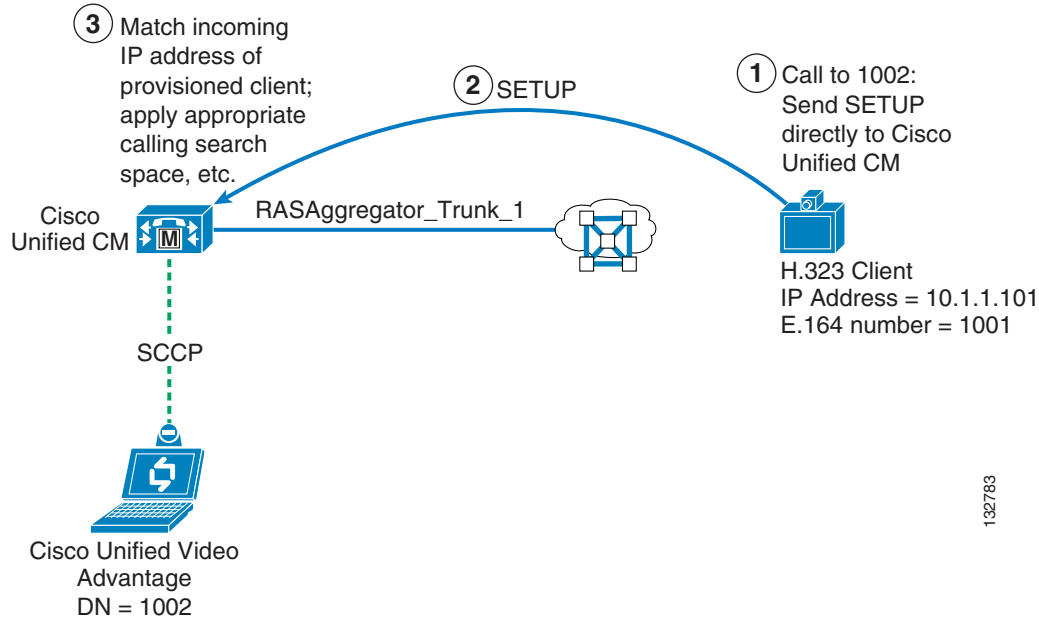 3 Match incoming
IP address of
provisioned client;
apply appropriate
calling search
space, etc.
2 SETUP
1 Call to 1002:
Send SETUP
directly to Cisco
Unified CM
Cisco
Unified CM
M
RASAggregator_Trunk_1
H.323 Client
IP Address = 10.1.1.101
E.164 number = 1001
SCCP
Cisco Unified Video
Advantage
DN = 1002
132783